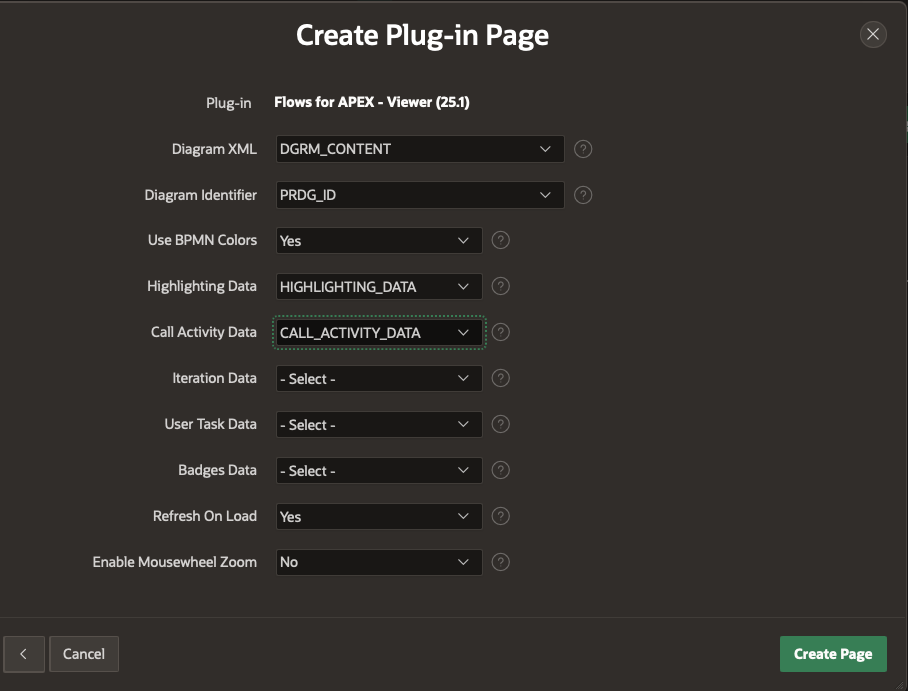 Create Plug-in Page
Plug-in Flows for APEX - Viewer (25.1)
Diagram XML DGRM_CONTENT ?
Diagram Identifier PRDG_ID ?
Use BPMN Colors Yes ?
Highlighting Data HIGHLIGHTING_DATA ?
Call Activity Data CALL_ACTIVITY_DATA ?
Iteration Data - Select - ?
User Task Data - Select - ?
Badges Data - Select - ?
Refresh On Load Yes ?
Enable Mousewheel Zoom No ?
Cancel Create Page